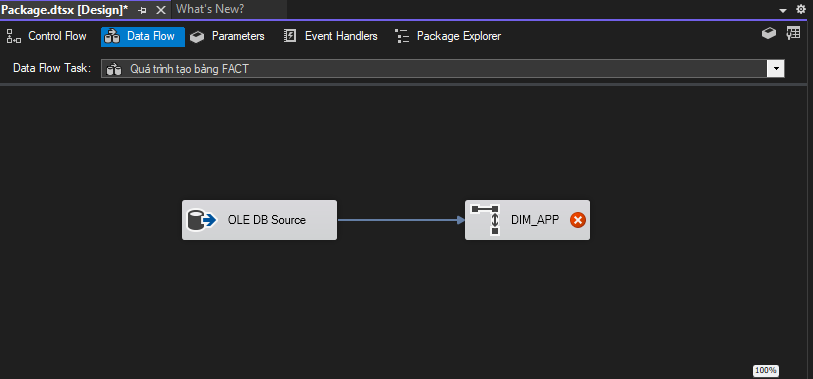 Package.dtsx [Design]*
What's New?
Control Flow
Data Flow
Parameters
Event Handlers
Package Explorer
Data Flow Task:
Quá trình tạo bảng FACT
OLE DB Source
DIM_APP
100%